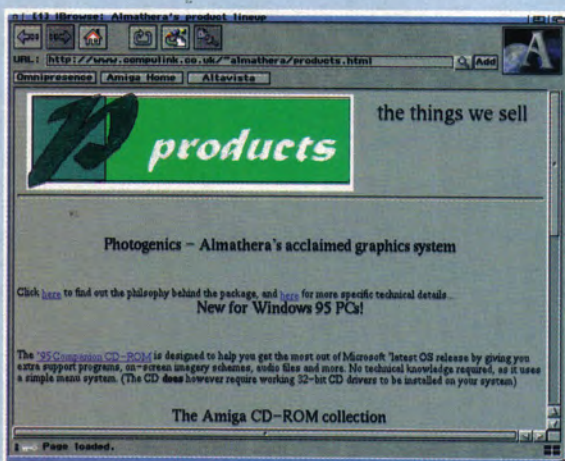 (1) IBrowse: Almathera's product lineup
URL: http://www.compulink.co.uk/~almathera/products.html
Add
A
Omnipresence Amiga Home Altavista
P products
the things we sell
Photogenics - Almathera's acclaimed graphics system
Click here to find out the philsophy behind the package, and here for more specific technical details...
New for Windows 95 PCs!
The '95 Companion CD-ROM is designed to help you get the most out of Microsoft 'latest OS release by giving you
extra support programs, on-screen imagery schemes, audio files and more. No technical knowledge required, as it uses
a simple menu system. (The CD does however require working 32-bit CD drivers to be installed on your system)
The Amiga CD-ROM collection
Page loaded.